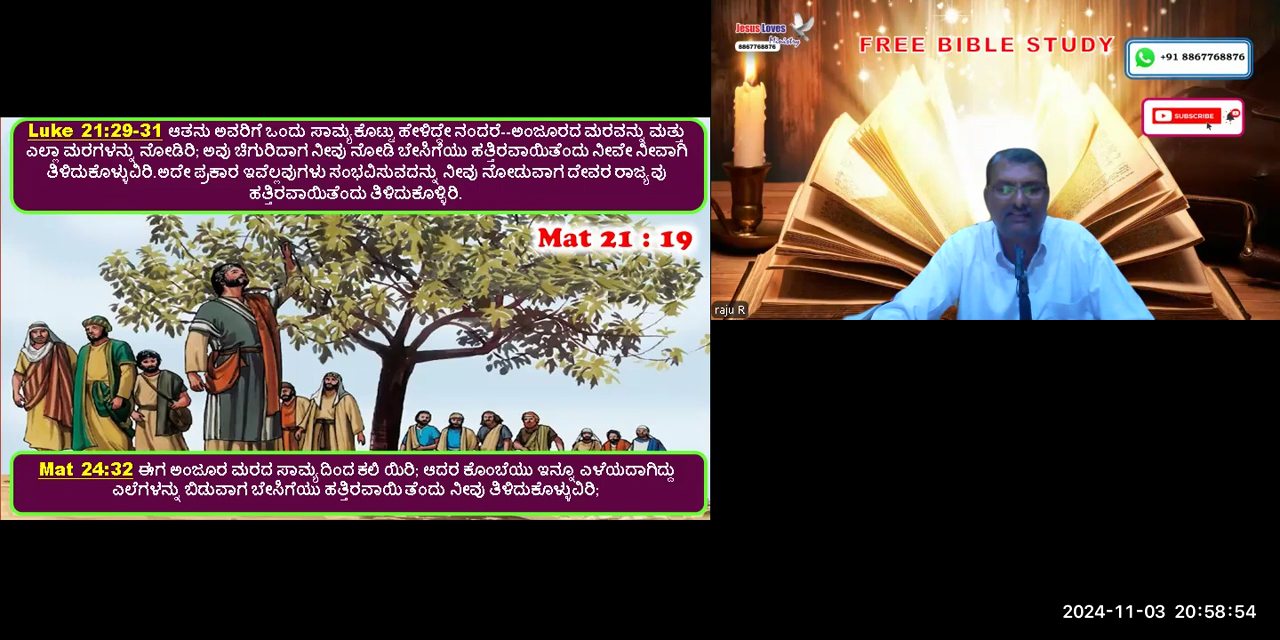 Luke 21:29-31 ಆತನು ಅವರಿಗೆ ಒಂದು ಸಾಮ್ಯಕೊಟ್ಟು ಹೇಳಿದ್ದೇನಂದರೆ--ಅಂಜೂರದ ಮರವನ್ನು ಮತ್ತು
ಎಲ್ಲಾ ಮರಗಳನ್ನು ನೋಡಿರಿ; ಅವು ಚಿಗುರಿದಾಗ ನೀವು ನೋಡಿ ಬೇಸಿಗೆಯು ಹತ್ತಿರವಾಯಿತೆಂದು ನೀವೇ ನೀವಾಗಿ
ತಿಳಿದುಕೊಳ್ಳುವಿರಿ.ಅದೇ ಪ್ರಕಾರ ಇವೆಲ್ಲವುಗಳು ಸಂಭವಿಸುವದನ್ನು ನೀವು ನೋಡುವಾಗ ದೇವರ ರಾಜ್ಯವು
ಹತ್ತಿರವಾಯಿತೆಂದು ತಿಳಿದುಕೊಳ್ಳಿರಿ.
Mat 21 : 19
Mat 24:32 ಈಗ ಅಂಜೂರ ಮರದ ಸಾಮ್ಯದಿಂದ ಕಲಿ ಯಿರಿ; ಆದರ ಕೊಂಬೆಯು ಇನ್ನೂ ಎಳೆಯದಾಗಿದ್ದು
ಎಲೆಗಳನ್ನು ಬಿಡುವಾಗ ಬೇಸಿಗೆಯು ಹತ್ತಿರವಾಯಿತೆಂದು ನೀವು ತಿಳಿದುಕೊಳ್ಳುವಿರಿ;
Jesus Loves
Ministry
8867768876
FREE BIBLE STUDY
+91 8867768876
SUBSCRIBE
raju R
2024-11-03 20:58:54